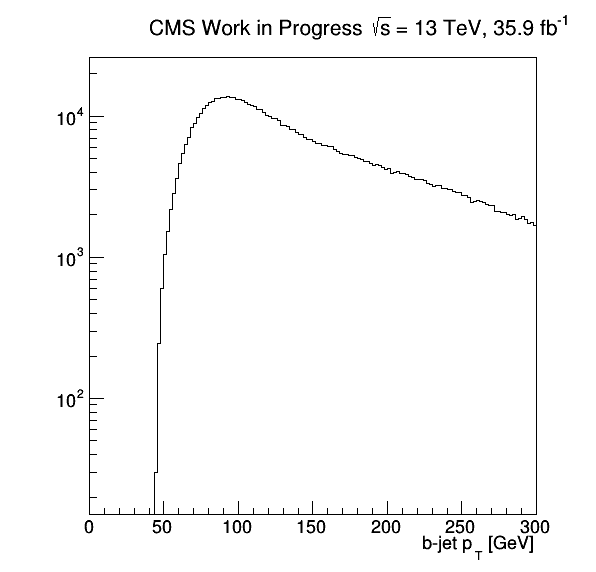 CMS Work in Progress √s = 13 TeV, 35.9 fb⁻¹
10⁴
10³
10²
0 50 100 150 200 250 300
b-jet p_T [GeV]